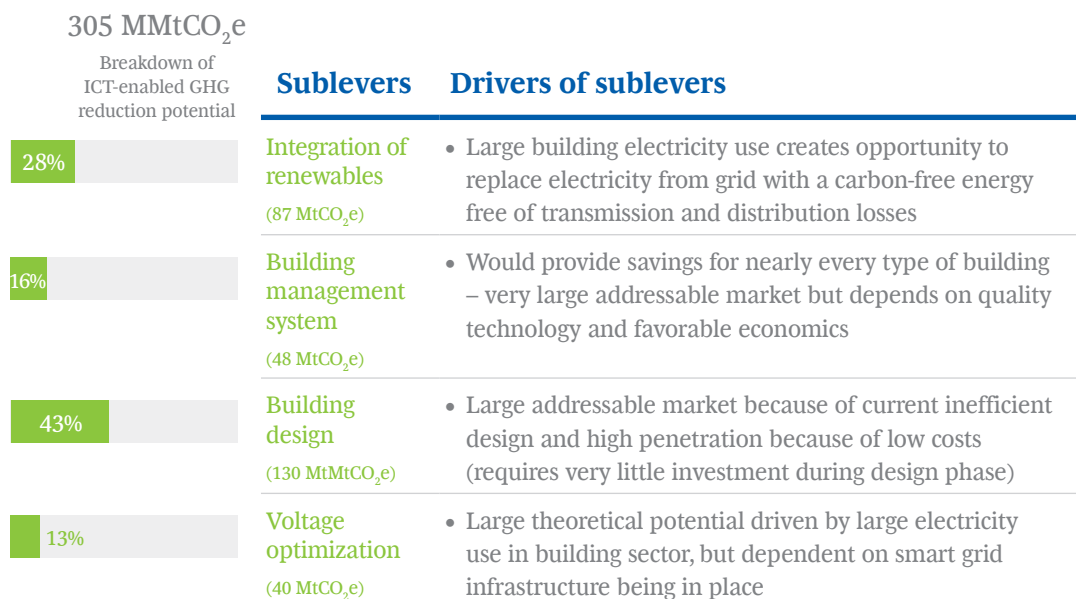 305 MMtCO₂e
Breakdown of
ICT-enabled GHG
reduction potential
Sublevers
Drivers of sublevers
28%
Integration of
renewables
(87 MtCO₂e)
• Large building electricity use creates opportunity to
replace electricity from grid with a carbon-free energy
free of transmission and distribution losses
16%
Building
management
system
(48 MtCO₂e)
• Would provide savings for nearly every type of building
– very large addressable market but depends on quality
technology and favorable economics
43%
Building
design
(130 MtMtCO₂e)
• Large addressable market because of current inefficient
design and high penetration because of low costs
(requires very little investment during design phase)
13%
Voltage
optimization
(40 MtCO₂e)
• Large theoretical potential driven by large electricity
use in building sector, but dependent on smart grid
infrastructure being in place